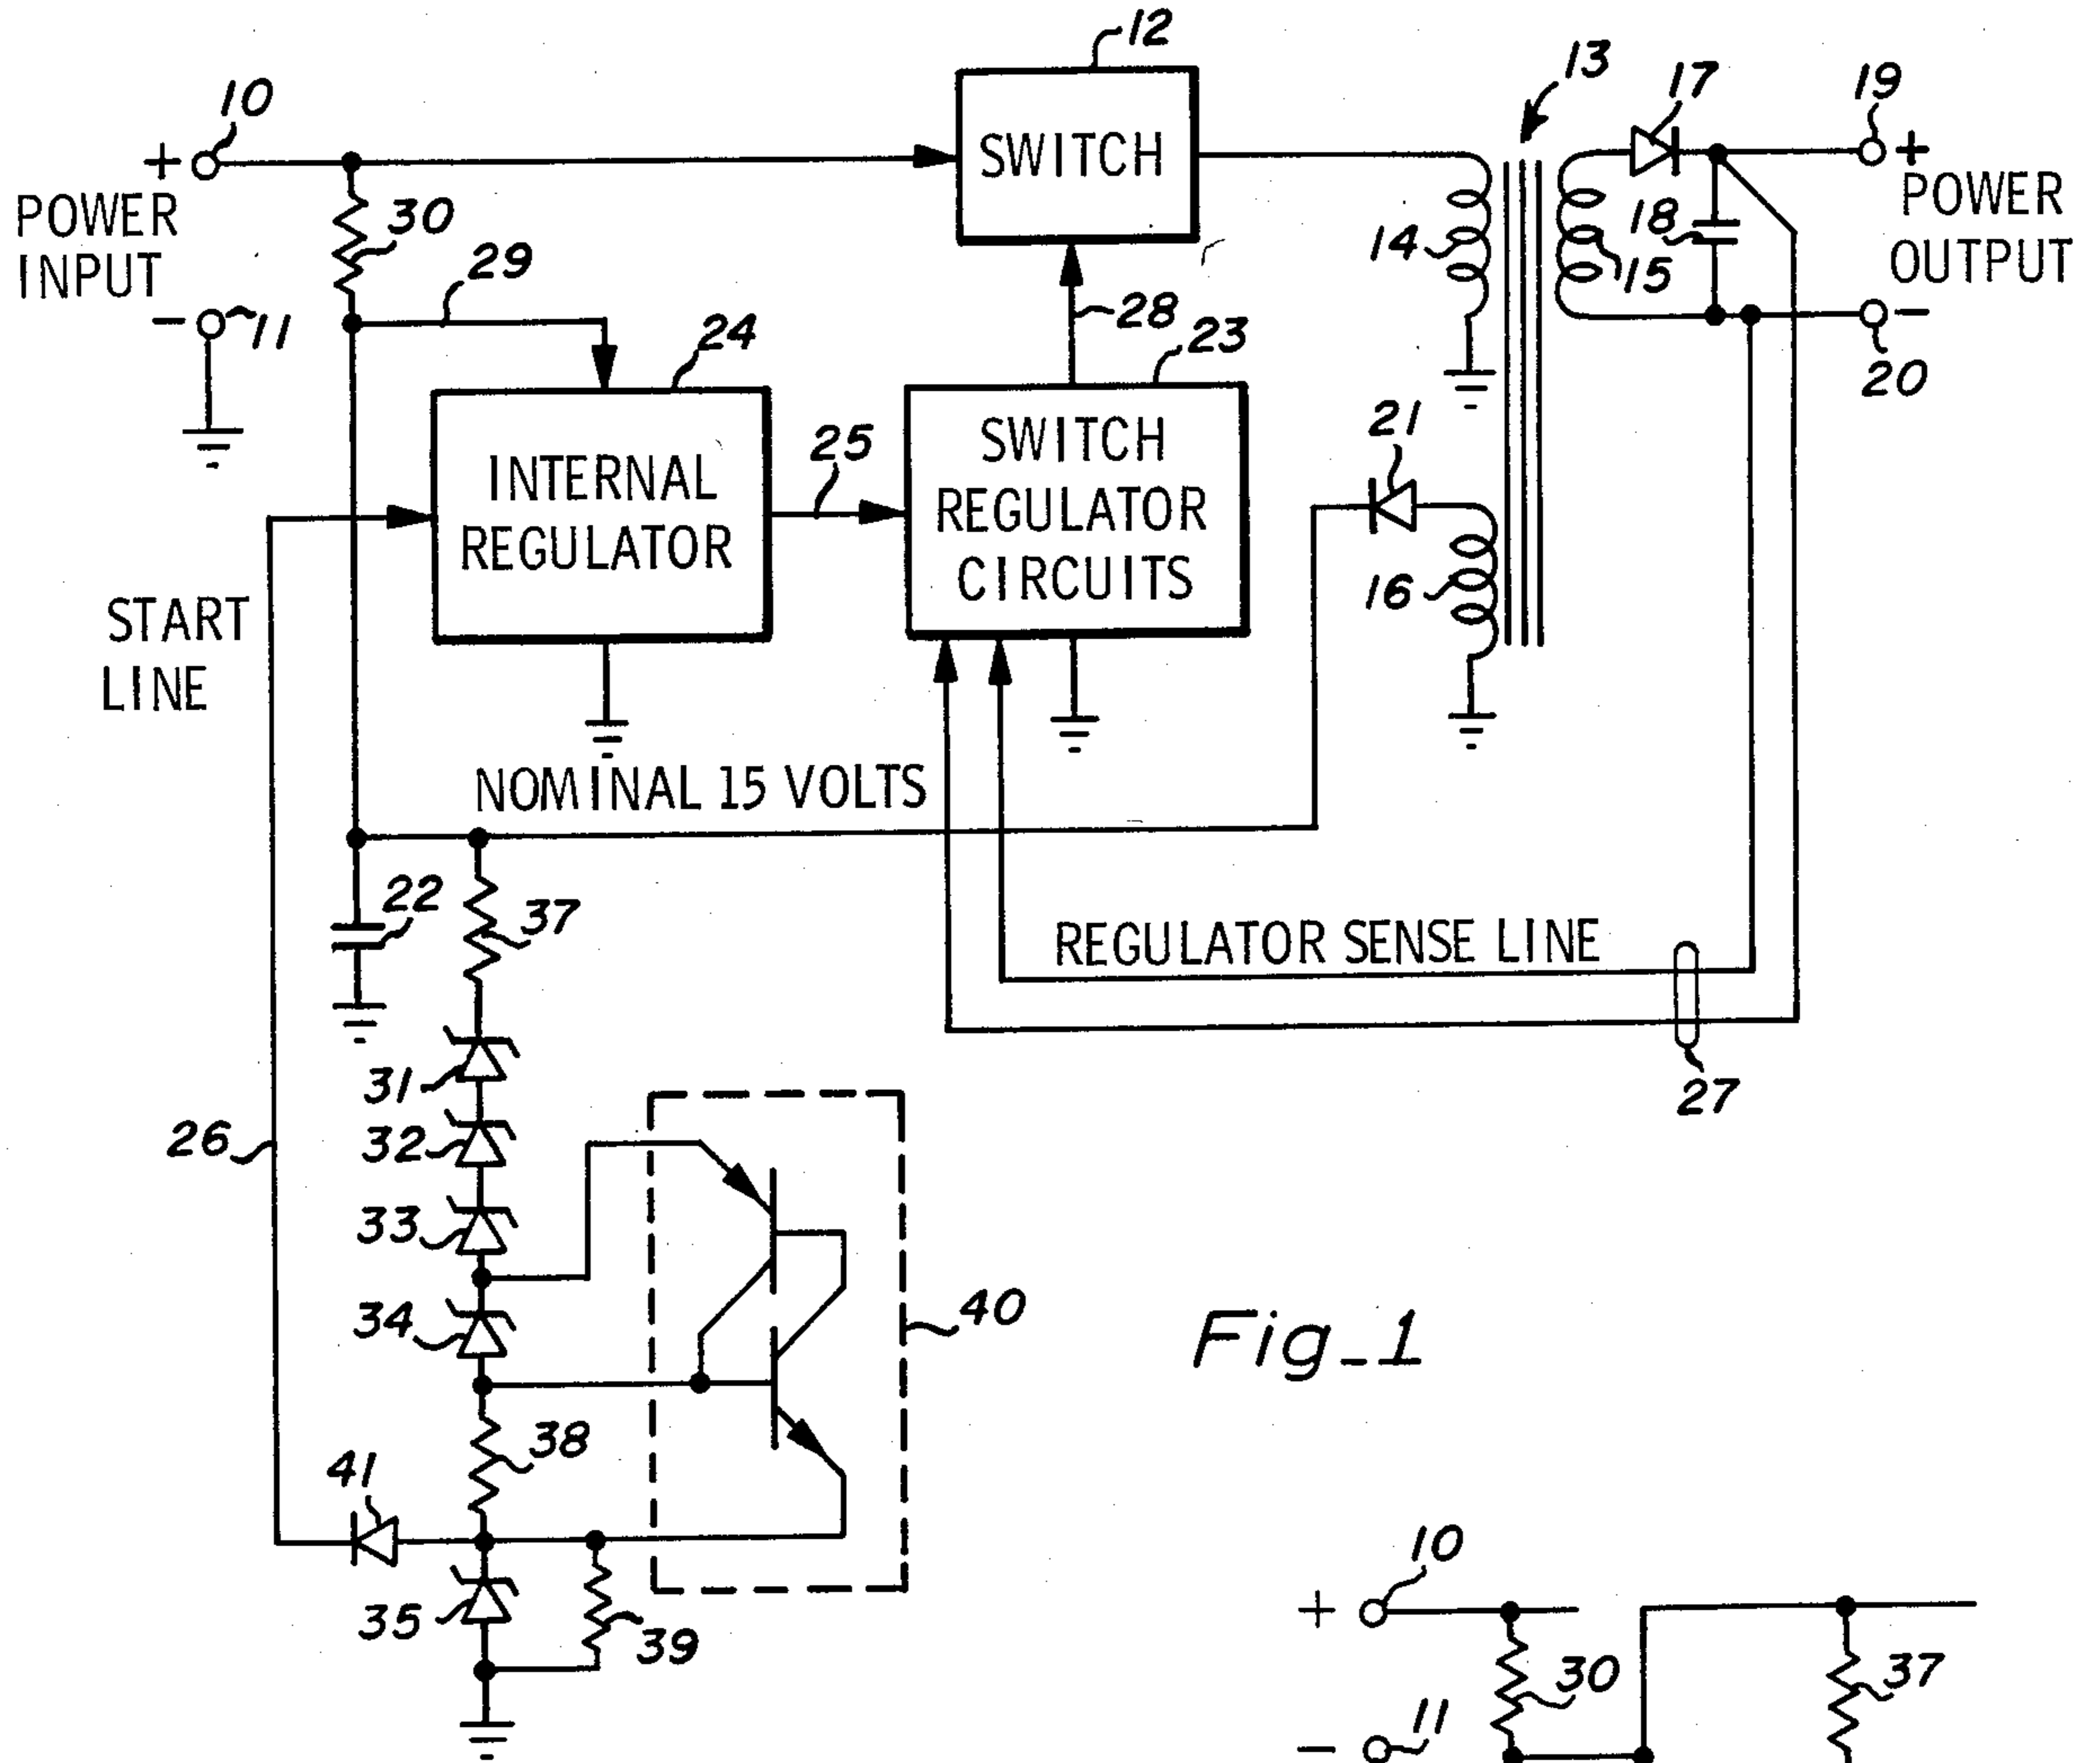 12
13
17
19
10
+
SWITCH
+
POWER
INPUT
30
14
18
15
POWER
OUTPUT
29
28
-
11
24
23
-
20
21
25
INTERNAL
REGULATOR
SWITCH
REGULATOR
CIRCUITS
16
START
LINE
NOMINAL 15 VOLTS
22
37
REGULATOR SENSE LINE
27
31
26
32
33
34
40
Fig_1
38
41
35
39
10
+
30
37
11
-